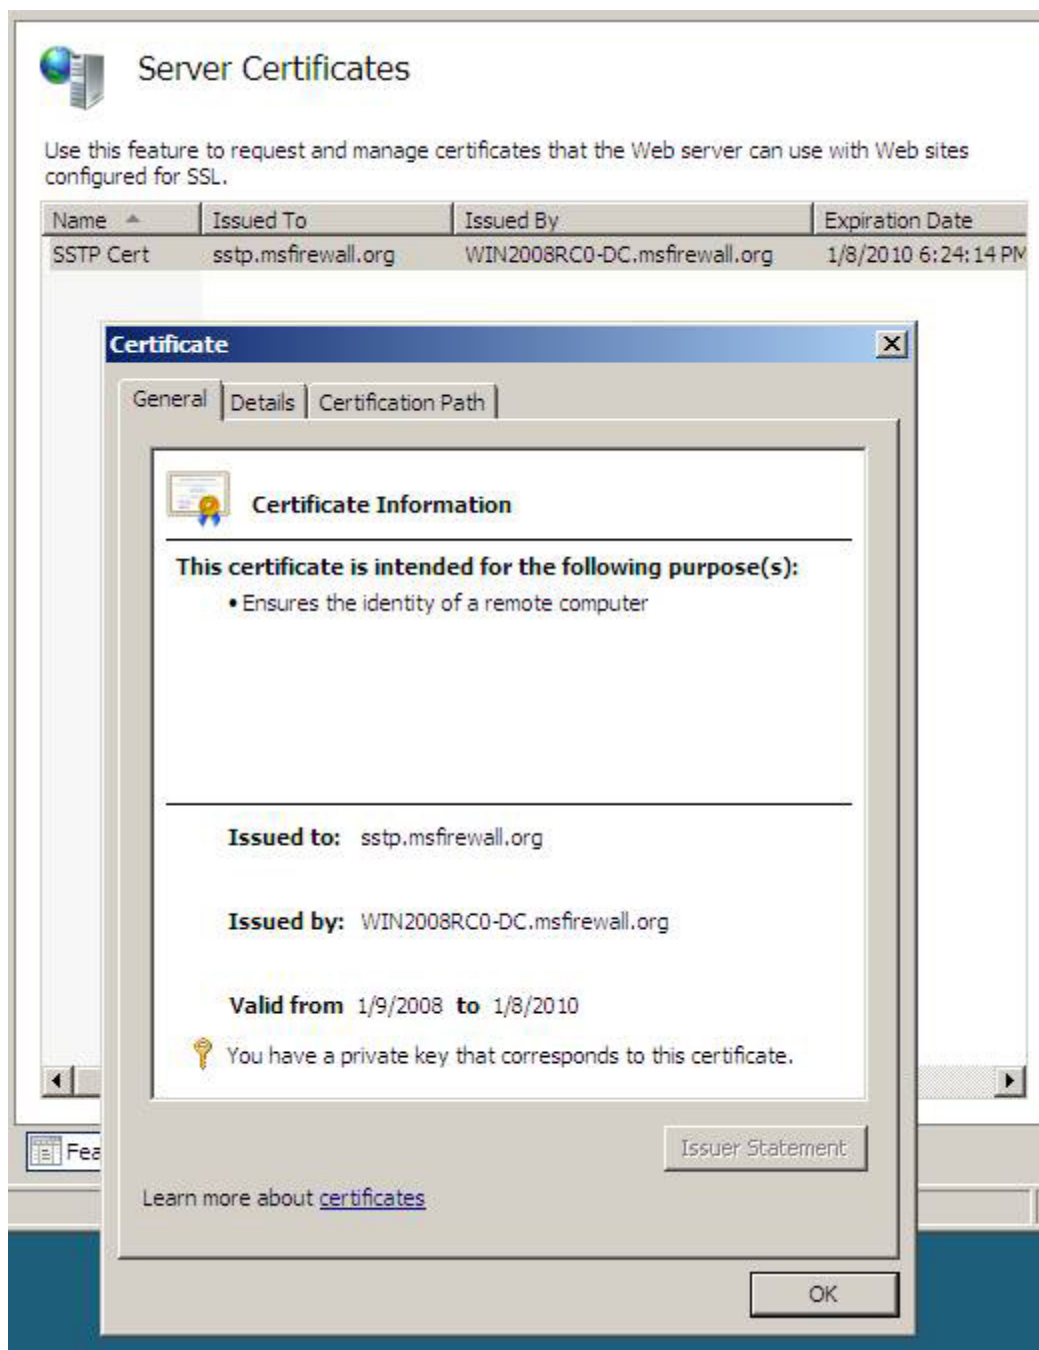 Server Certificates
Use this feature to request and manage certificates that the Web server can use with Web sites
configured for SSL.
Name Issued To Issued By Expiration Date
SSTP Cert sstp.msfirewall.org WIN2008RC0-DC.msfirewall.org 1/8/2010 6:24:14 PM
Certificate
General Details Certification Path
Certificate Information
This certificate is intended for the following purpose(s):
• Ensures the identity of a remote computer
Issued to: sstp.msfirewall.org
Issued by: WIN2008RC0-DC.msfirewall.org
Valid from 1/9/2008 to 1/8/2010
You have a private key that corresponds to this certificate.
Issuer Statement
Fea
Learn more about certificates
OK